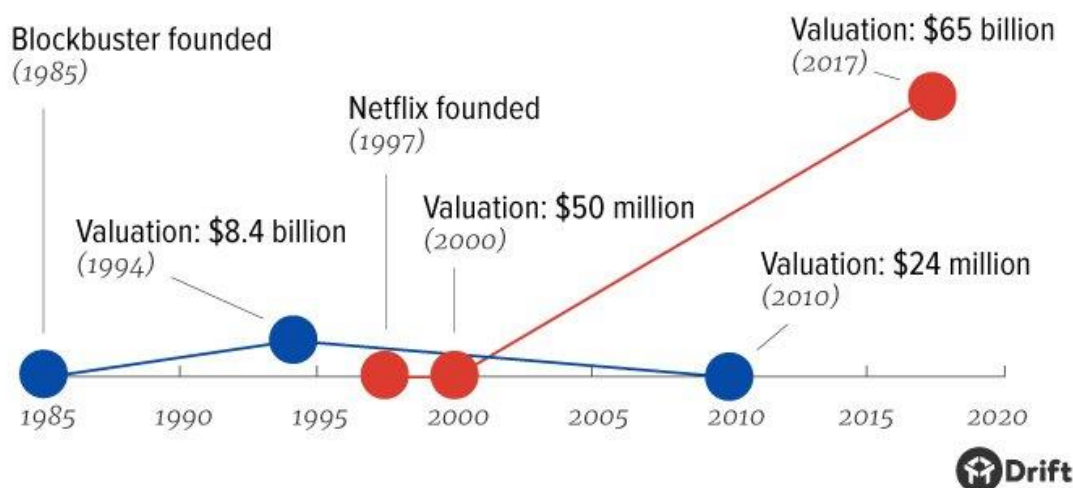 Blockbuster founded
(1985)
Valuation: $65 billion
(2017)
Netflix founded
(1997)
Valuation: $8.4 billion
(1994)
Valuation: $50 million
(2000)
Valuation: $24 million
(2010)
1985 1990 1995 2000 2005 2010 2015 2020
Drift